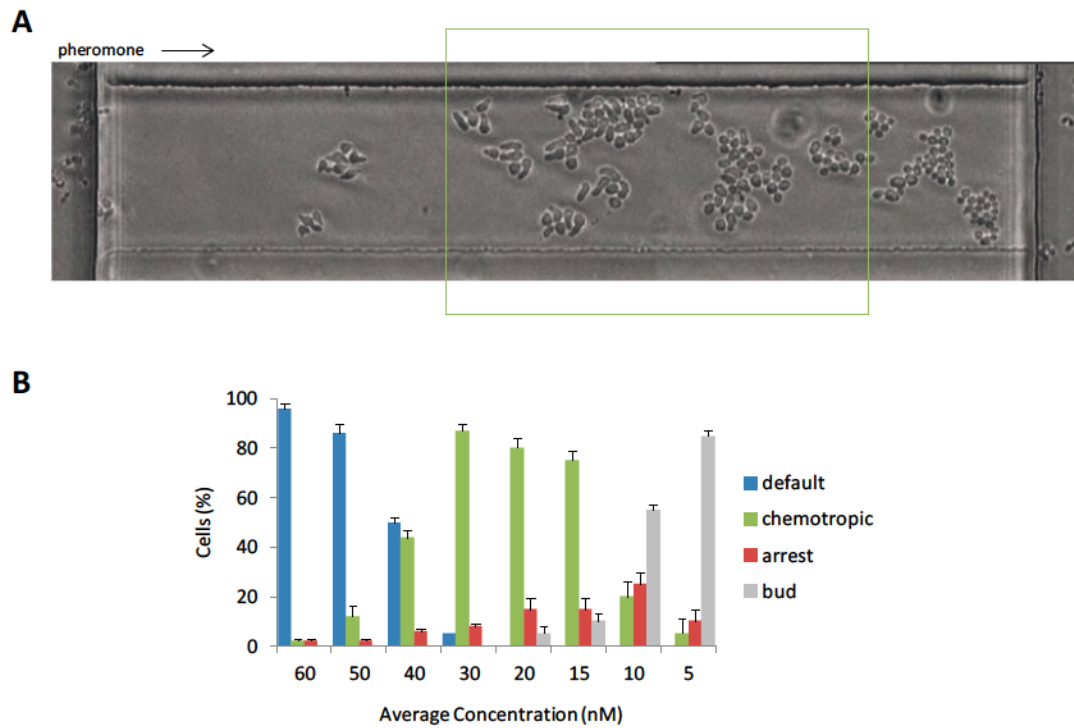 A
pheromone
B
100
80
60
40
20
0
Cells (%)
60 50 40 30 20 15 10 5
Average Concentration (nM)
default
chemotropic
arrest
bud